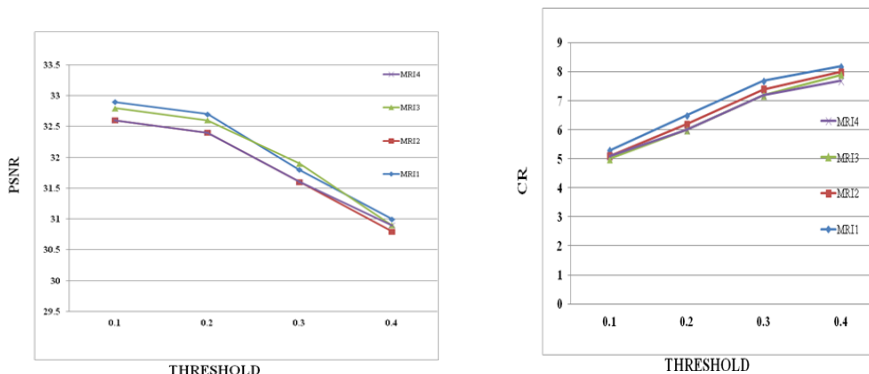 33.5
33
32.5
32
31.5
31
30.5
30
29.5
PSNR
MRI4
MRI3
MRI2
MRI1
0.1 0.2 0.3 0.4
THRESHOLD
9
8
7
6
5
4
3
2
1
0
CR
MRI4
MRI3
MRI2
MRI1
0.1 0.2 0.3 0.4
THRESHOLD